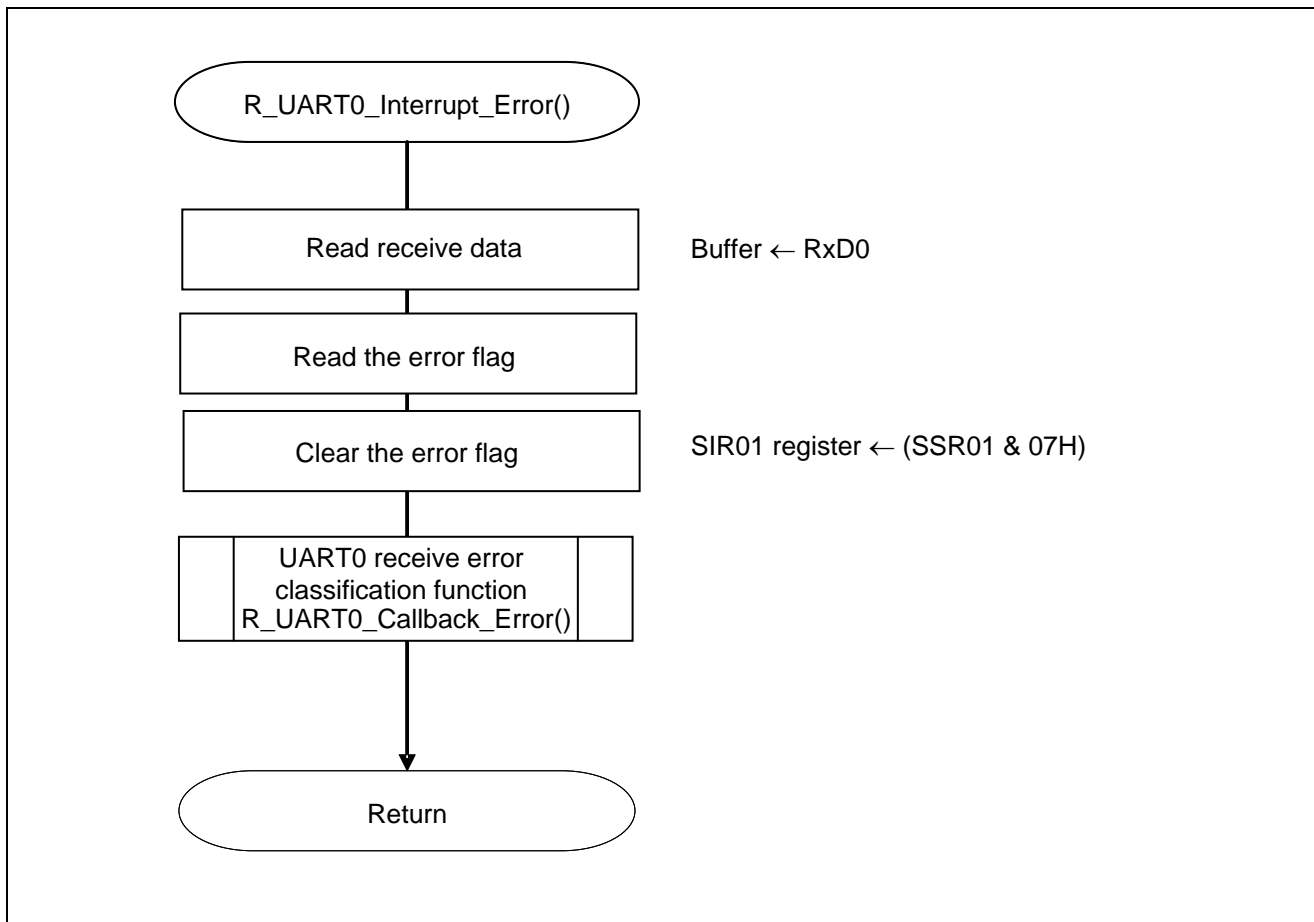 R_UART0_Interrupt_Error()
Read receive data
Buffer ← RxD0
Read the error flag
Clear the error flag
SIR01 register ← (SSR01 & 07H)
UART0 receive error
classification function
R_UART0_Callback_Error()
Return